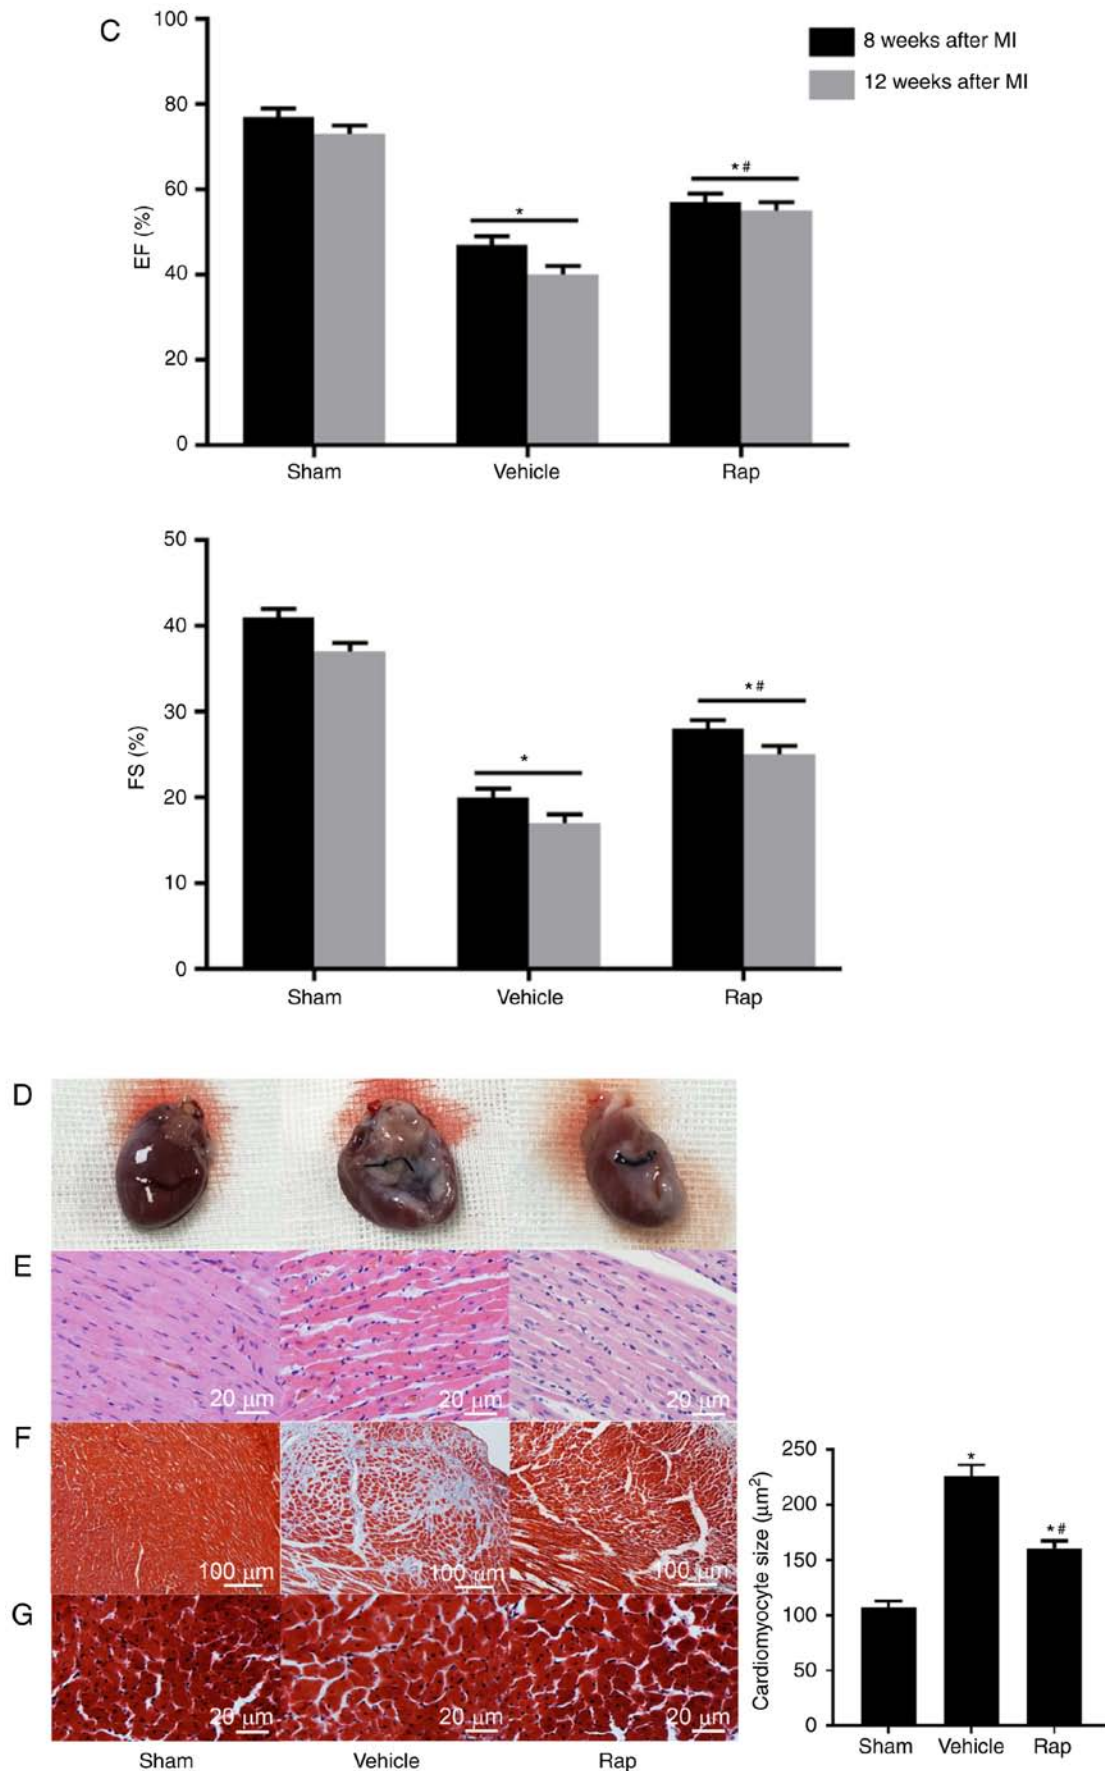 C
8 weeks after MI
12 weeks after MI
EF (%)
100
80
60
40
20
0
*
* #
Sham Vehicle Rap
FS (%)
50
40
30
20
10
0
*
* #
Sham Vehicle Rap
D
E
20 µm 20 µm 20 µm
F
100 µm 100 µm 100 µm
G
20 µm 20 µm 20 µm
Sham Vehicle Rap
Cardiomyocyte size (µm²)
250
200
150
100
50
0
*
* #
Sham Vehicle Rap